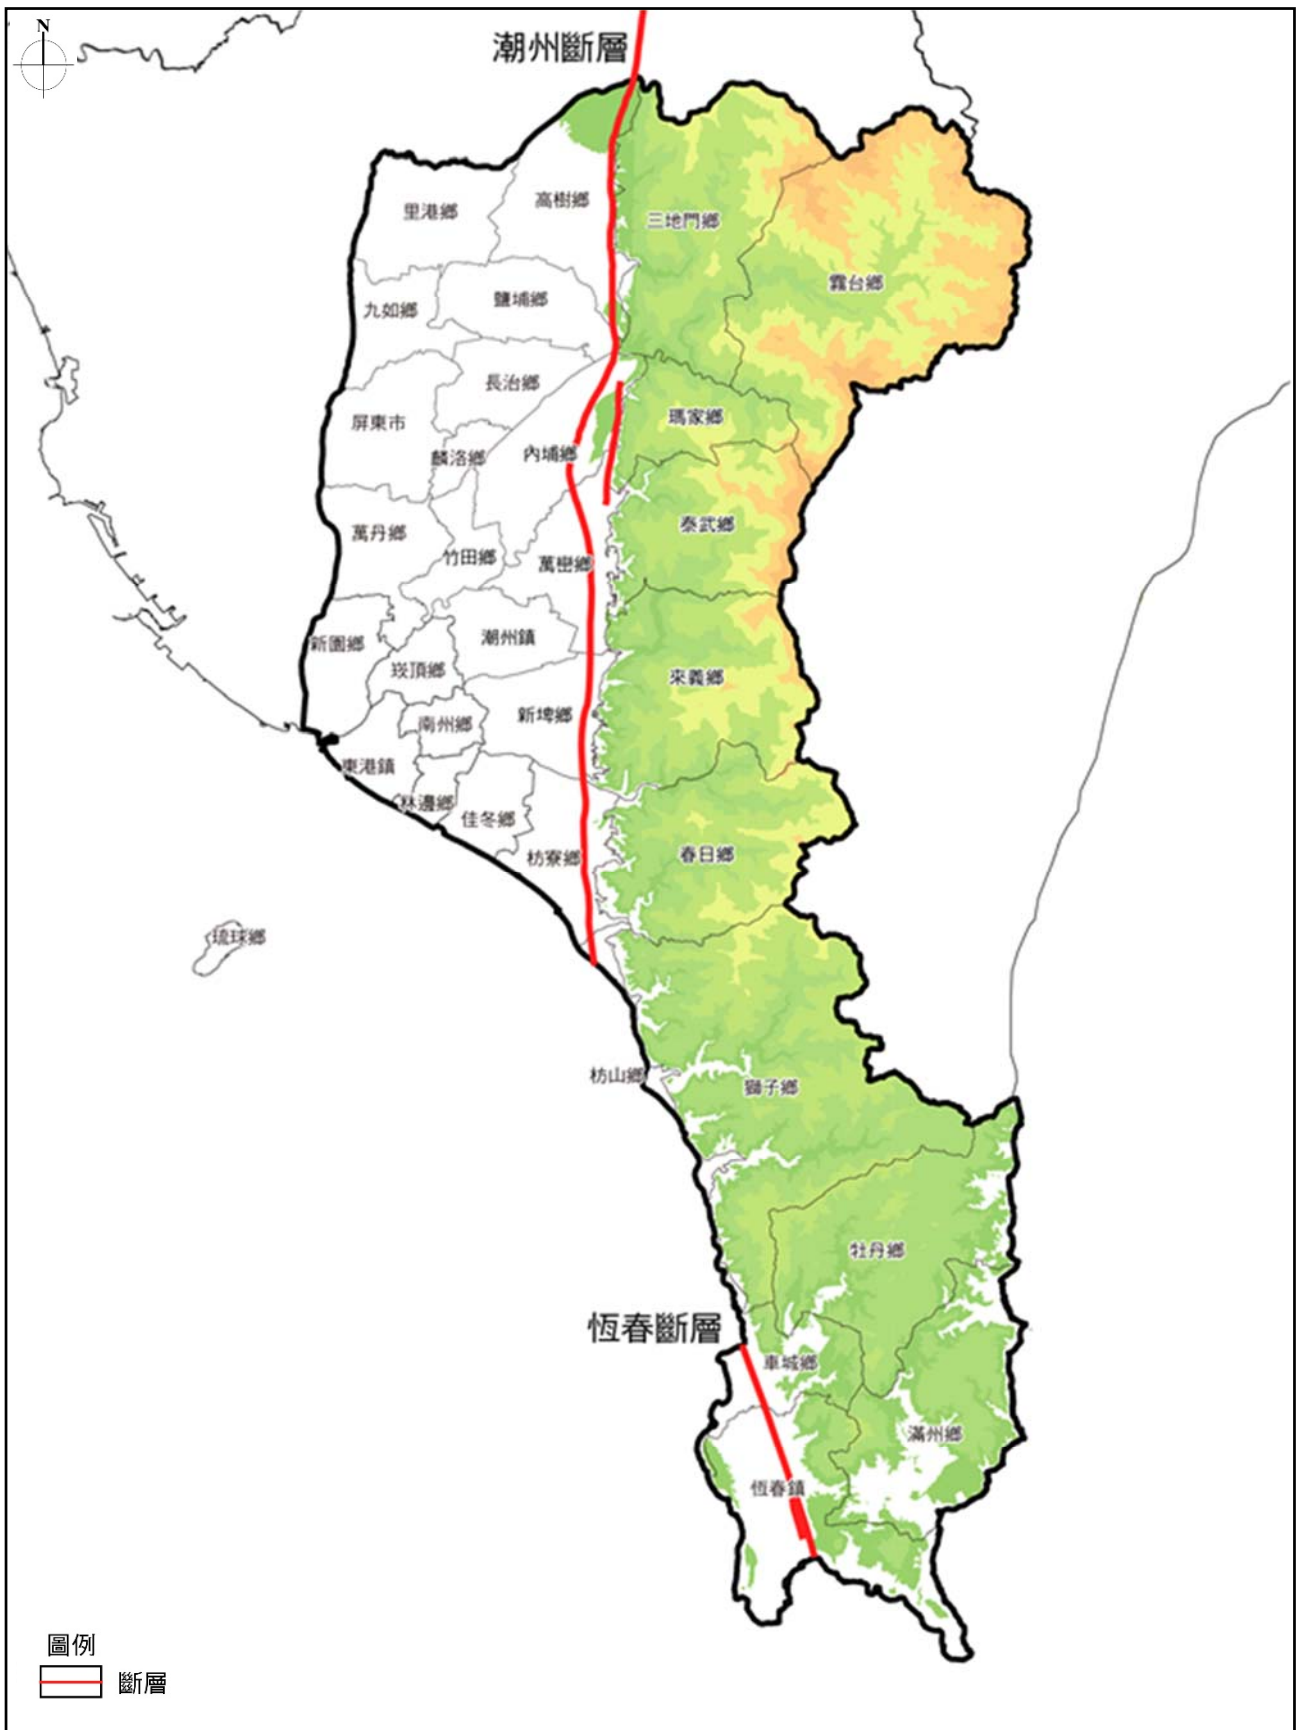 N
潮州斷層
高樹鄉
里港鄉
三地門鄉
霧台鄉
鹽埔鄉
九如鄉
長治鄉
瑪家鄉
屏東市
內埔鄉
麟洛鄉
泰武鄉
萬丹鄉
竹田鄉
萬巒鄉
潮州鎮
新園鄉
崁頂鄉
來義鄉
新埤鄉
南州鄉
東港鎮
林邊鄉
佳冬鄉
枋寮鄉
春日鄉
琉球鄉
枋山鄉
獅子鄉
牡丹鄉
恆春斷層
車城鄉
滿州鄉
恆春鎮
圖例
斷層